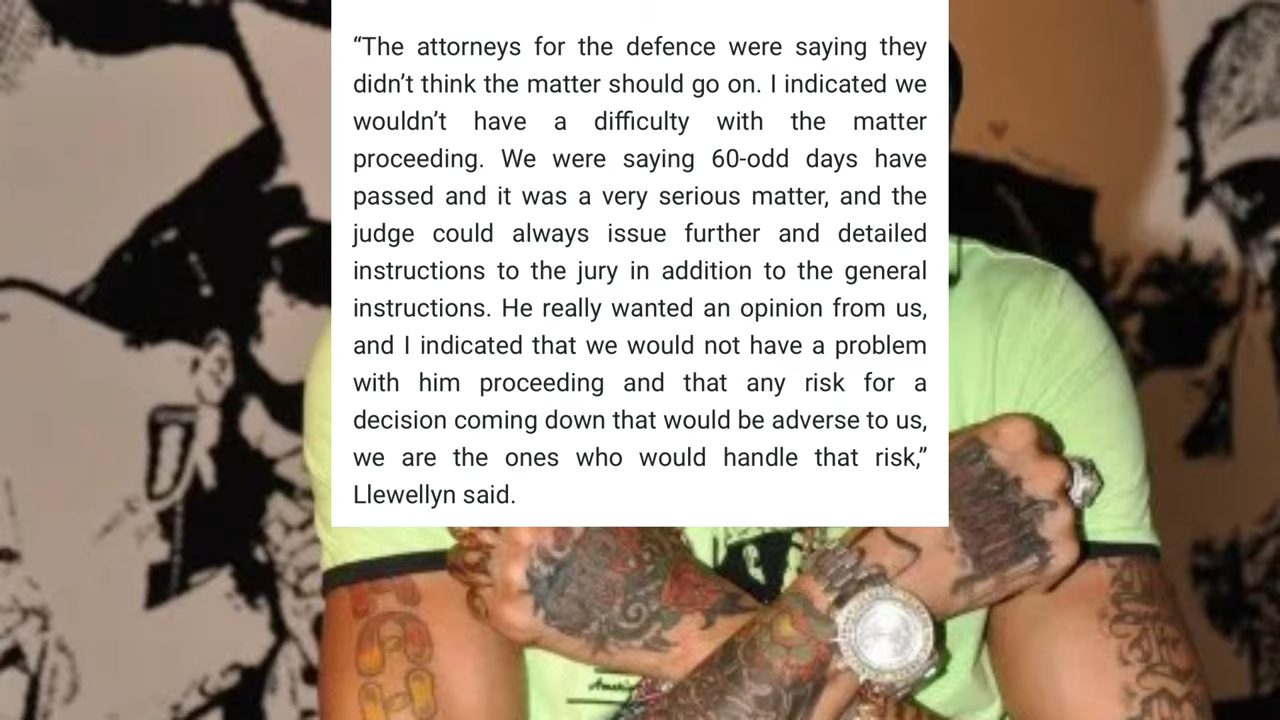 “The attorneys for the defence were saying they
didn’t think the matter should go on. I indicated we
wouldn’t have a difficulty with the matter
proceeding. We were saying 60-odd days have
passed and it was a very serious matter, and the
judge could always issue further and detailed
instructions to the jury in addition to the general
instructions. He really wanted an opinion from us,
and I indicated that we would not have a problem
with him proceeding and that any risk for a
decision coming down that would be adverse to us,
we are the ones who would handle that risk,”
Llewellyn said.